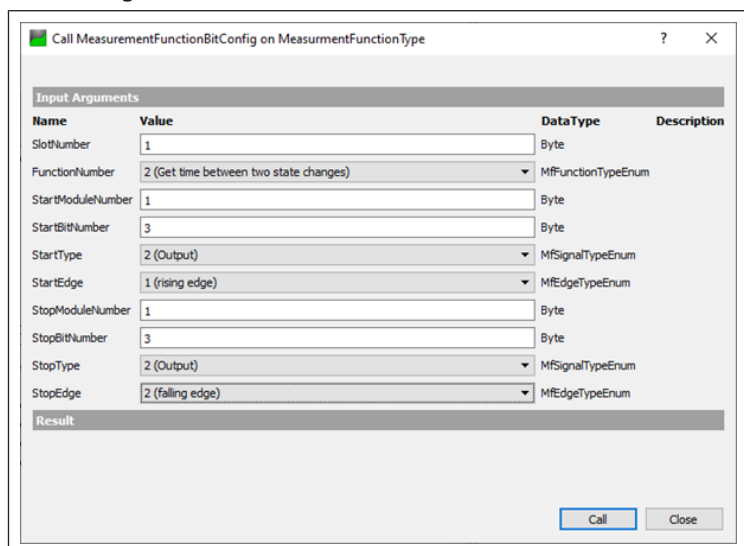 Call MeasurementFunctionBitConfig on MeasurmentFunctionType ? ×
Input Arguments
Name Value DataType Description
SlotNumber 1 Byte
FunctionNumber 2 (Get time between two state changes) MfFunctionTypeEnum
StartModuleNumber 1 Byte
StartBitNumber 3 Byte
StartType 2 (Output) MfSignalTypeEnum
StartEdge 1 (rising edge) MfEdgeTypeEnum
StopModuleNumber 1 Byte
StopBitNumber 3 Byte
StopType 2 (Output) MfSignalTypeEnum
StopEdge 2 (falling edge) MfEdgeTypeEnum
Result
Call Close